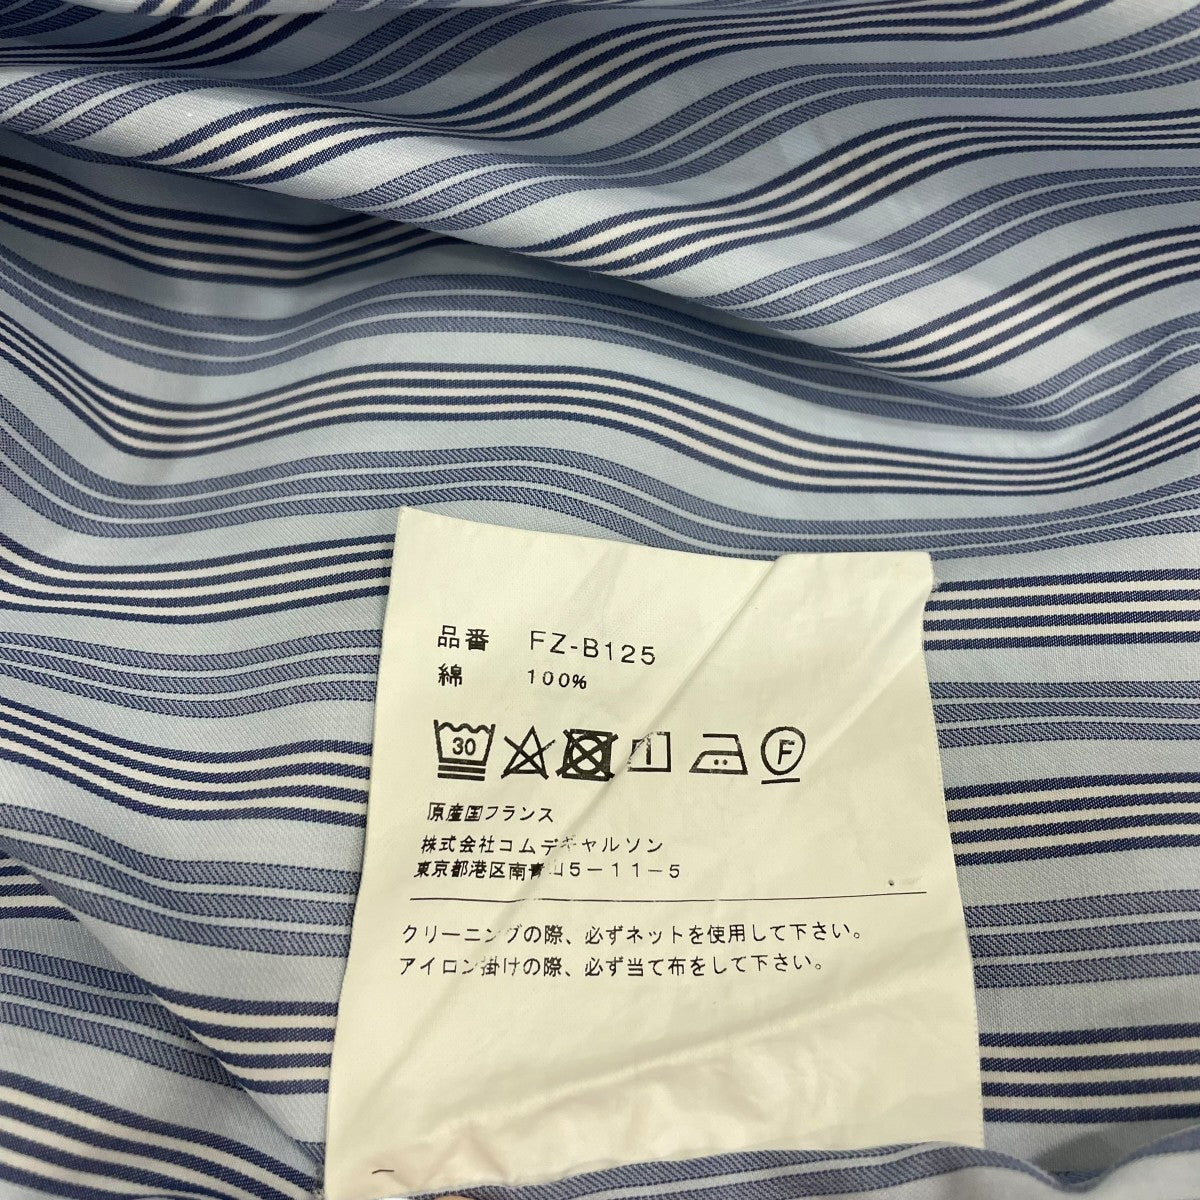 品番 FZ-B125
綿 100%
30 F
原産国フランス
株式会社コムデギャルソン
東京都港区南青山5-11-5
クリーニングの際、必ずネットを使用して下さい。
アイロン掛けの際、必ず当て布をして下さい。